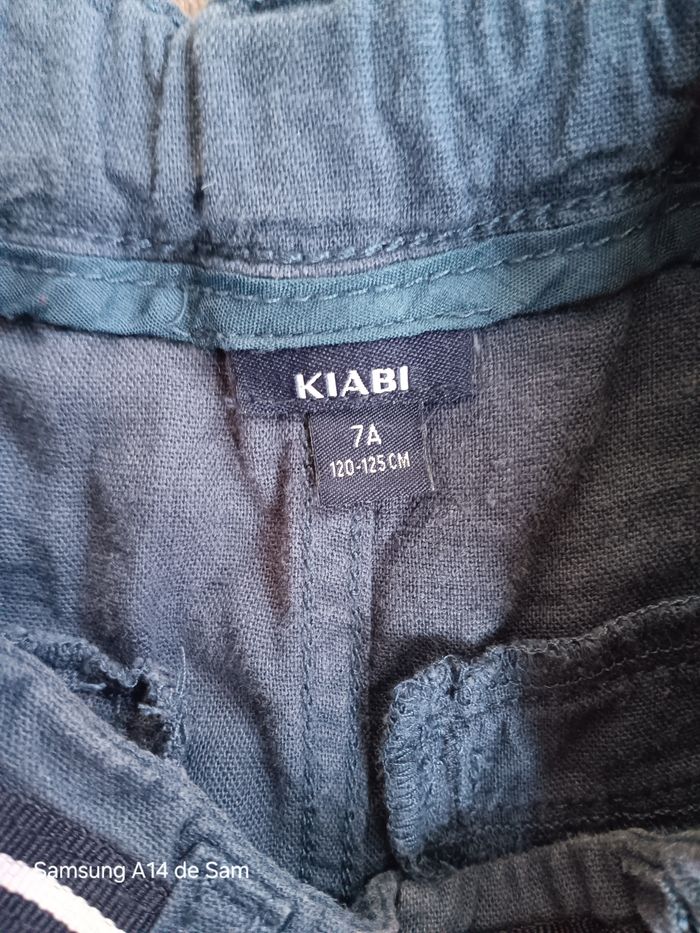 KIABI
7A
120-125 CM
Samsung A14 de Sam